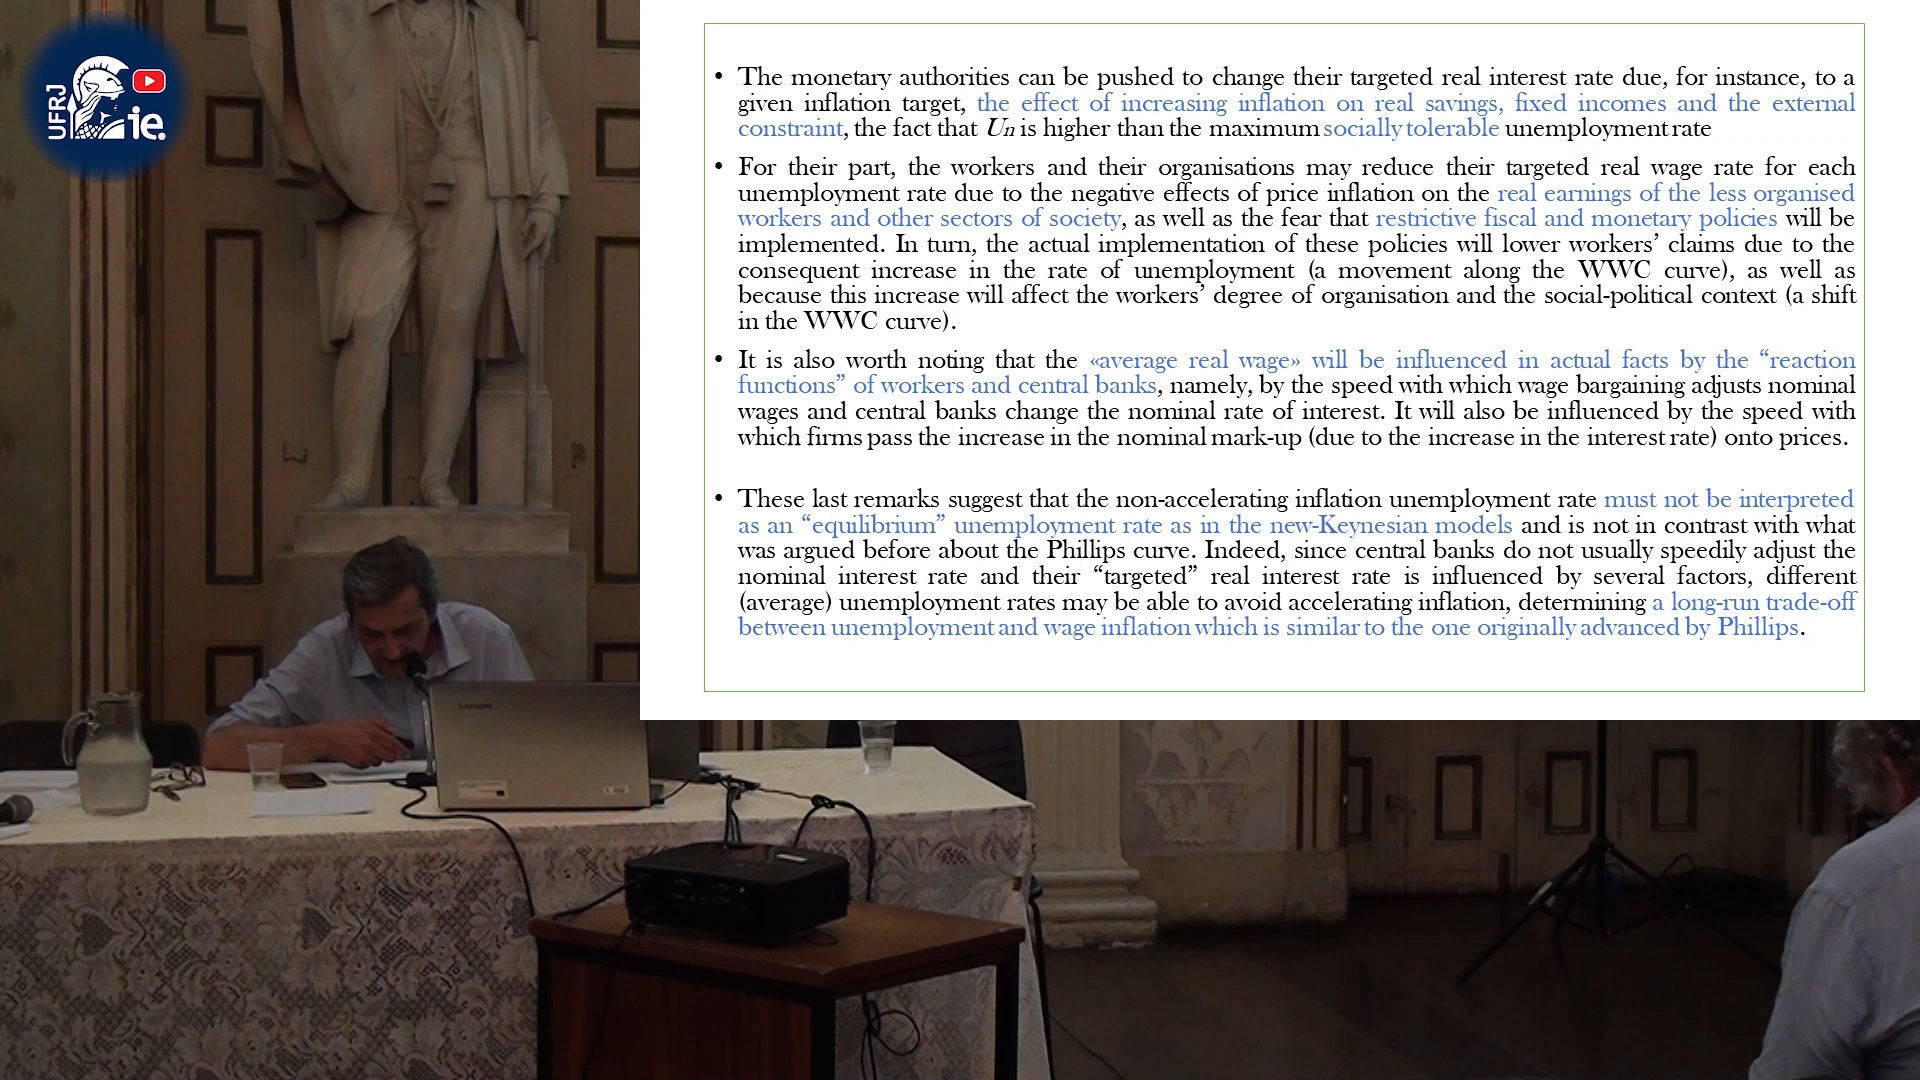 UFRJ
ie.
• The monetary authorities can be pushed to change their targeted real interest rate due, for instance, to a
given inflation target, the effect of increasing inflation on real savings, fixed incomes and the external
constraint, the fact that Un is higher than the maximum socially tolerable unemployment rate
• For their part, the workers and their organisations may reduce their targeted real wage rate for each
unemployment rate due to the negative effects of price inflation on the real earnings of the less organised
workers and other sectors of society, as well as the fear that restrictive fiscal and monetary policies will be
implemented. In turn, the actual implementation of these policies will lower workers’ claims due to the
consequent increase in the rate of unemployment (a movement along the WWC curve), as well as
because this increase will affect the workers’ degree of organisation and the social-political context (a shift
in the WWC curve).
• It is also worth noting that the «average real wage» will be influenced in actual facts by the “reaction
functions” of workers and central banks, namely, by the speed with which wage bargaining adjusts nominal
wages and central banks change the nominal rate of interest. It will also be influenced by the speed with
which firms pass the increase in the nominal mark-up (due to the increase in the interest rate) onto prices.
• These last remarks suggest that the non-accelerating inflation unemployment rate must not be interpreted
as an “equilibrium” unemployment rate as in the new-Keynesian models and is not in contrast with what
was argued before about the Phillips curve. Indeed, since central banks do not usually speedily adjust the
nominal interest rate and their “targeted” real interest rate is influenced by several factors, different
(average) unemployment rates may be able to avoid accelerating inflation, determining a long-run trade-off
between unemployment and wage inflation which is similar to the one originally advanced by Phillips.
Lenovo